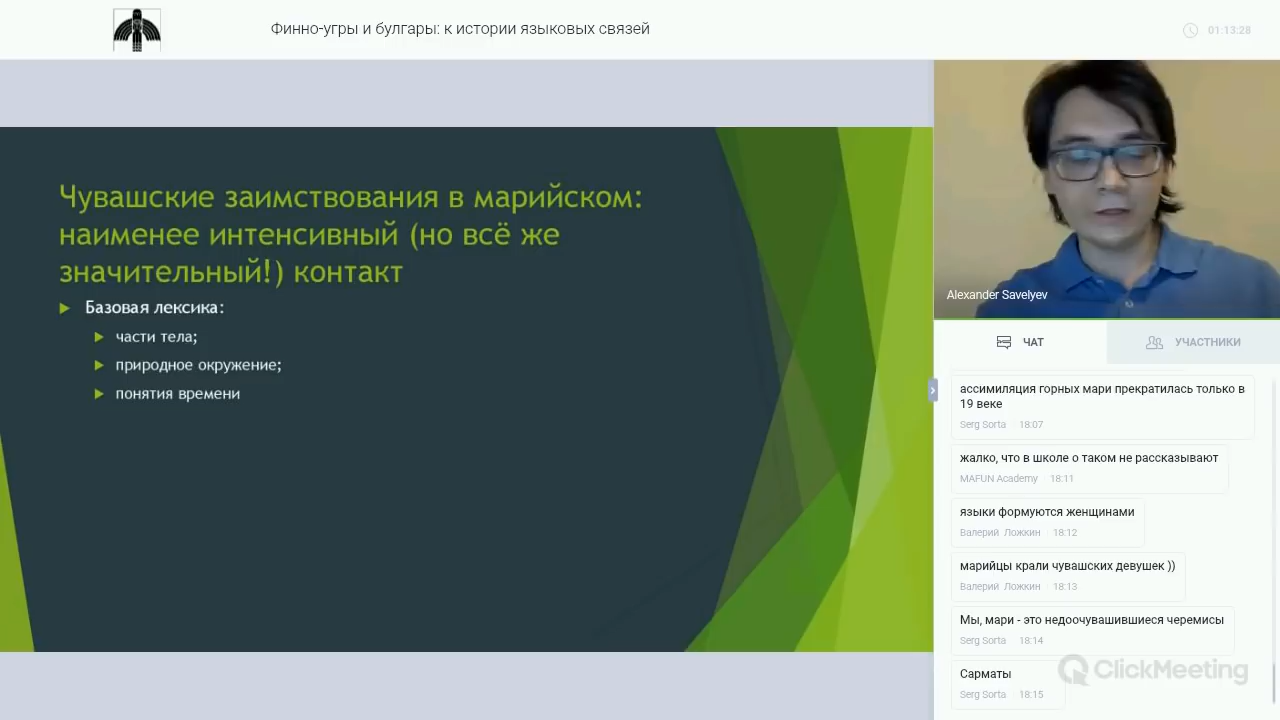 Финно-угры и булгары: к истории языковых связей
01:13:28
Чувашские заимствования в марийском:
наименее интенсивный (но всё же
значительный!) контакт
Базовая лексика:
части тела;
природное окружение;
понятия времени
Alexander Savelyev
ЧАТ
УЧАСТНИКИ
ассимиляция горных мари прекратилась только в
19 веке
Serg Sorta · 18:07
жалко, что в школе о таком не рассказывают
MAFUN Academy · 18:11
языки формуются женщинами
Валерий Ложкин · 18:12
марийцы крали чувашских девушек ))
Валерий Ложкин · 18:13
Мы, мари - это недоочувашившиеся черемисы
Serg Sorta · 18:14
Сарматы
Serg Sorta · 18:15
ClickMeeting